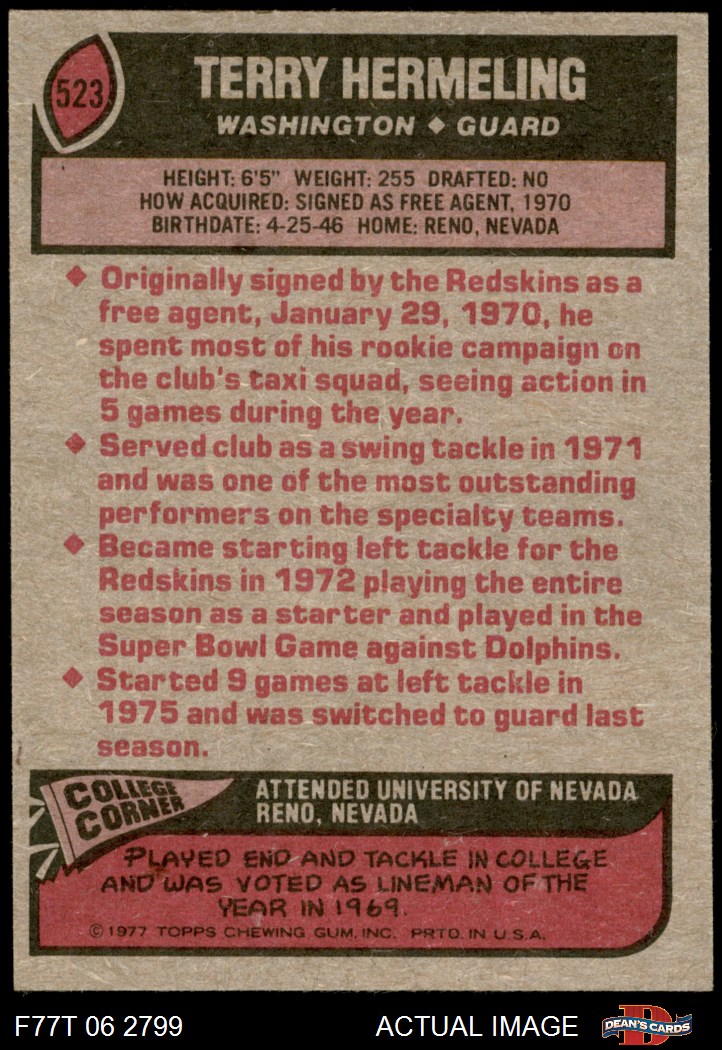 523
TERRY HERMELING
WASHINGTON ♦ GUARD
HEIGHT: 6'5" WEIGHT: 255 DRAFTED: NO
HOW ACQUIRED: SIGNED AS FREE AGENT, 1970
BIRTHDATE: 4-25-46 HOME: RENO, NEVADA
♦ Originally signed by the Redskins as a
free agent, January 29, 1970, he
spent most of his rookie campaign on
the club's taxi squad, seeing action in
5 games during the year.
♦ Served club as a swing tackle in 1971
and was one of the most outstanding
performers on the specialty teams.
♦ Became starting left tackle for the
Redskins in 1972 playing the entire
season as a starter and played in the
Super Bowl Game against Dolphins.
♦ Started 9 games at left tackle in
1975 and was switched to guard last
season.
COLLEGE
CORNER
ATTENDED UNIVERSITY OF NEVADA
RENO, NEVADA
PLAYED END AND TACKLE IN COLLEGE
AND WAS VOTED AS LINEMAN OF THE
YEAR IN 1969.
© 1977 TOPPS CHEWING GUM, INC. PRTD. IN U.S.A.
F77T 06 2799
ACTUAL IMAGE
D
DEAN'S CARDS